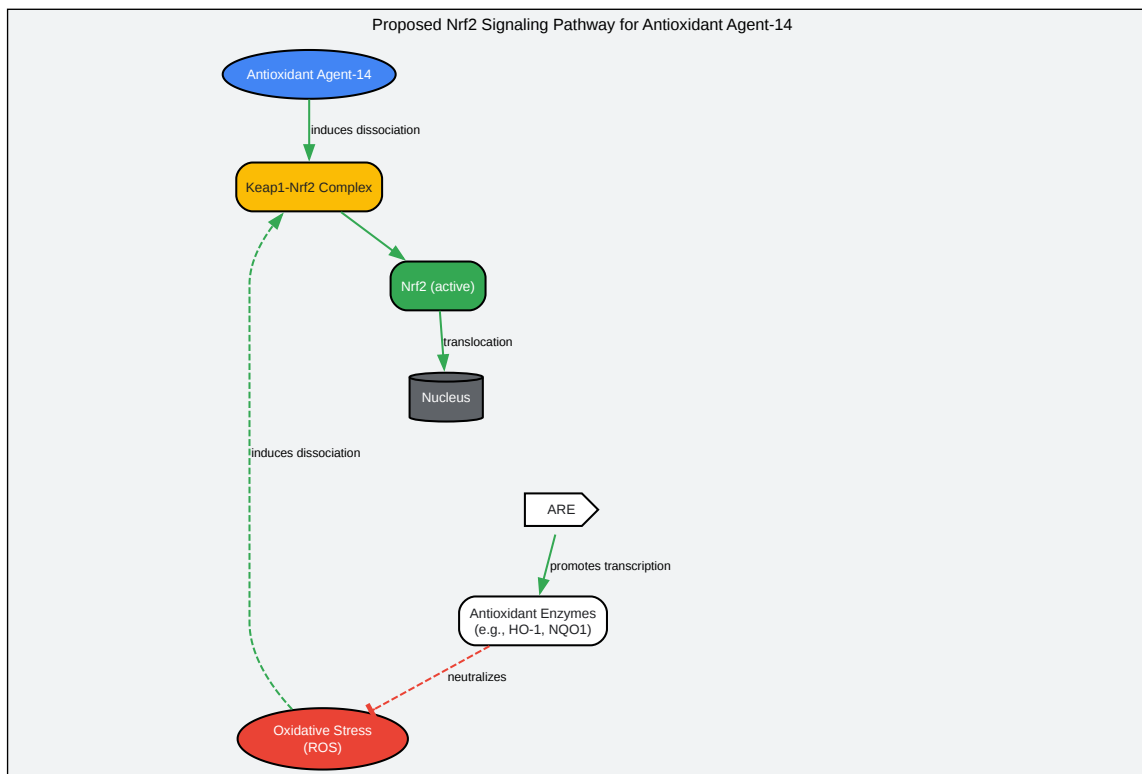 Proposed Nrf2 Signaling Pathway for Antioxidant Agent-14
Antioxidant Agent-14
induces dissociation
Keap1-Nrf2 Complex
Nrf2 (active)
translocation
Nucleus
induces dissociation
ARE
promotes transcription
Antioxidant Enzymes
(e.g., HO-1, NQO1)
neutralizes
Oxidative Stress
(ROS)